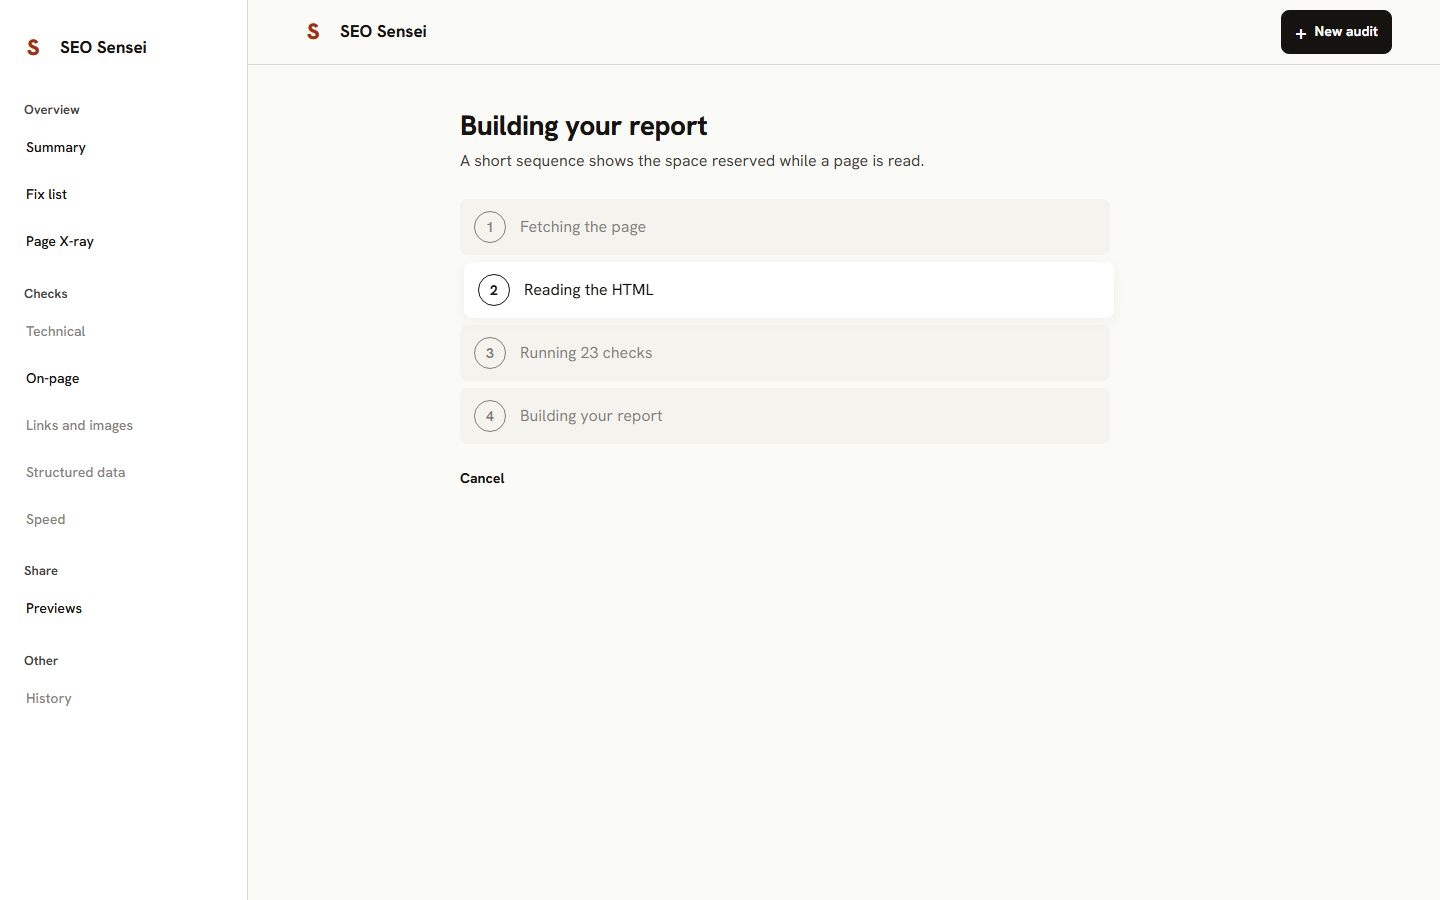 S SEO Sensei
Overview
Summary
Fix list
Page X-ray
Checks
Technical
On-page
Links and images
Structured data
Speed
Share
Previews
Other
History
S SEO Sensei
+ New audit
Building your report
A short sequence shows the space reserved while a page is read.
1 Fetching the page
2 Reading the HTML
3 Running 23 checks
4 Building your report
Cancel